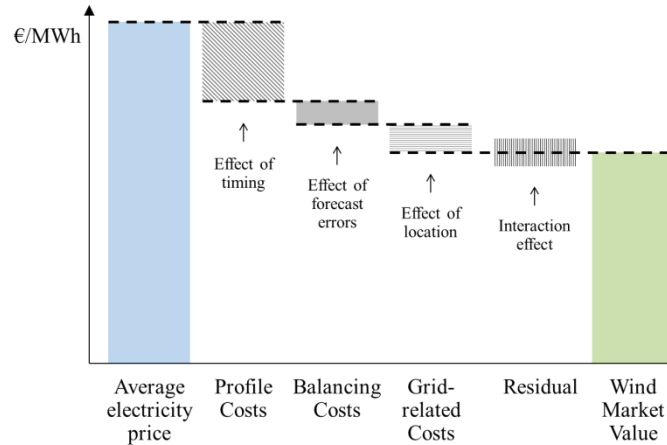 €/MWh
Effect of
timing
Effect of
forecast
errors
Effect of
location
Interaction
effect
Average
electricity
price
Profile
Costs
Balancing
Costs
Grid-
related
Costs
Residual
Wind
Market
Value